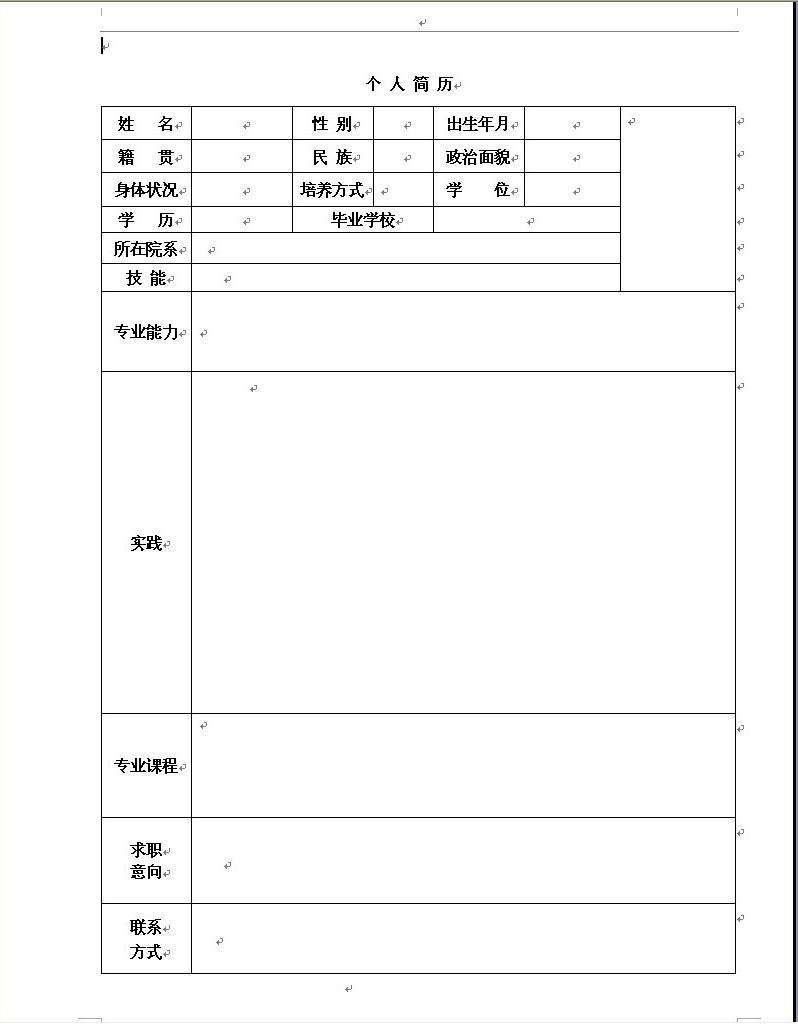 个 人 简 历
姓 名 性 别 出生年月
籍 贯 民 族 政治面貌
身体状况 培养方式 学 位
学 历 毕业学校
所在院系
技 能
专业能力
实践
专业课程
求职
意向
联系
方式